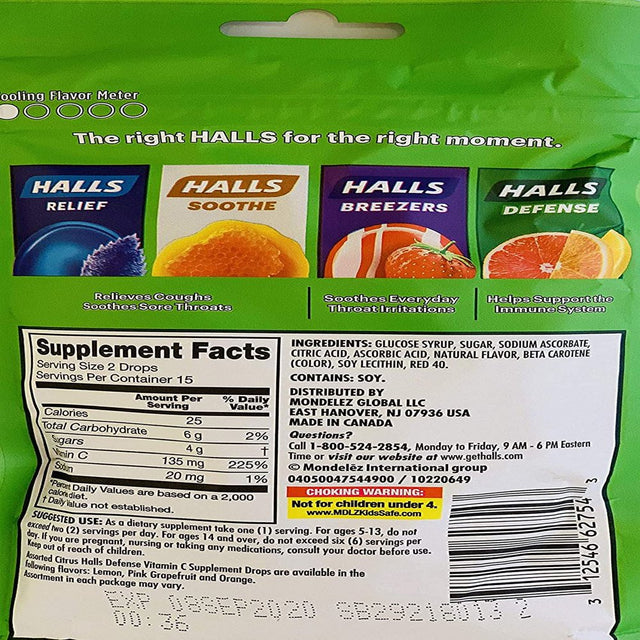 ooling Flavor Meter
The right HALLS for the right moment.
HALLS
RELIEF
HALLS
SOOTHE
HALLS
BREEZERS
HALLS
DEFENSE
Relieves Coughs
Soothes Sore Throats
Soothes Everyday
Throat Irritations
Helps Support the
Immune System
Supplement Facts
Serving Size 2 Drops
Servings Per Container 15
Amount Per Serving
% Daily Value*
Calories 25
Total Carbohydrate 6 g 2%
Sugars 4 g †
min C 135 mg 225%
20 mg 1%
Daily Values are based on a 2,000
diet.
† Daily Value not established.
INGREDIENTS: GLUCOSE SYRUP, SUGAR, SODIUM ASCORBATE,
CITRIC ACID, ASCORBIC ACID, NATURAL FLAVOR, BETA CAROTENE
(COLOR), SOY LECITHIN, RED 40.
CONTAINS: SOY.
DISTRIBUTED BY
MONDELEZ GLOBAL LLC
EAST HANOVER, NJ 07936 USA
MADE IN CANADA
Questions?
Call 1-800-524-2854, Monday to Friday, 9 AM - 6 PM Eastern
Time or visit our website at www.gethalls.com
© Mondelēz International group
04050047544900 / 10220649
CHOKING WARNING:
Not for children under 4.
www.MDLZKidsSafe.com
SUGGESTED USE: As a dietary supplement take one (1) serving. For ages 5-13, do not
exceed two (2) servings per day. For ages 14 and over, do not exceed six (6) servings per
day. If you are pregnant, nursing or taking any medications, consult your doctor before use.
Keep out of reach of children.
Assorted Citrus Halls Defense Vitamin C Supplement Drops are available in the
following flavors: Lemon, Pink Grapefruit and Orange.
Assortment in each package may vary.
3 12546 62754 3
EXP 08SEP2020 SB29218013 2
00:36